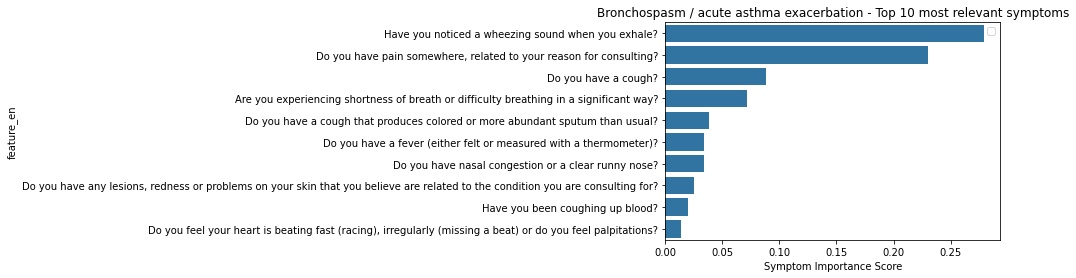 Bronchospasm / acute asthma exacerbation - Top 10 most relevant symptoms
Have you noticed a wheezing sound when you exhale?
Do you have pain somewhere, related to your reason for consulting?
Do you have a cough?
Are you experiencing shortness of breath or difficulty breathing in a significant way?
Do you have a cough that produces colored or more abundant sputum than usual?
Do you have a fever (either felt or measured with a thermometer)?
Do you have nasal congestion or a clear runny nose?
Do you have any lesions, redness or problems on your skin that you believe are related to the condition you are consulting for?
Have you been coughing up blood?
Do you feel your heart is beating fast (racing), irregularly (missing a beat) or do you feel palpitations?
feature_en
0.00 0.05 0.10 0.15 0.20 0.25
Symptom Importance Score